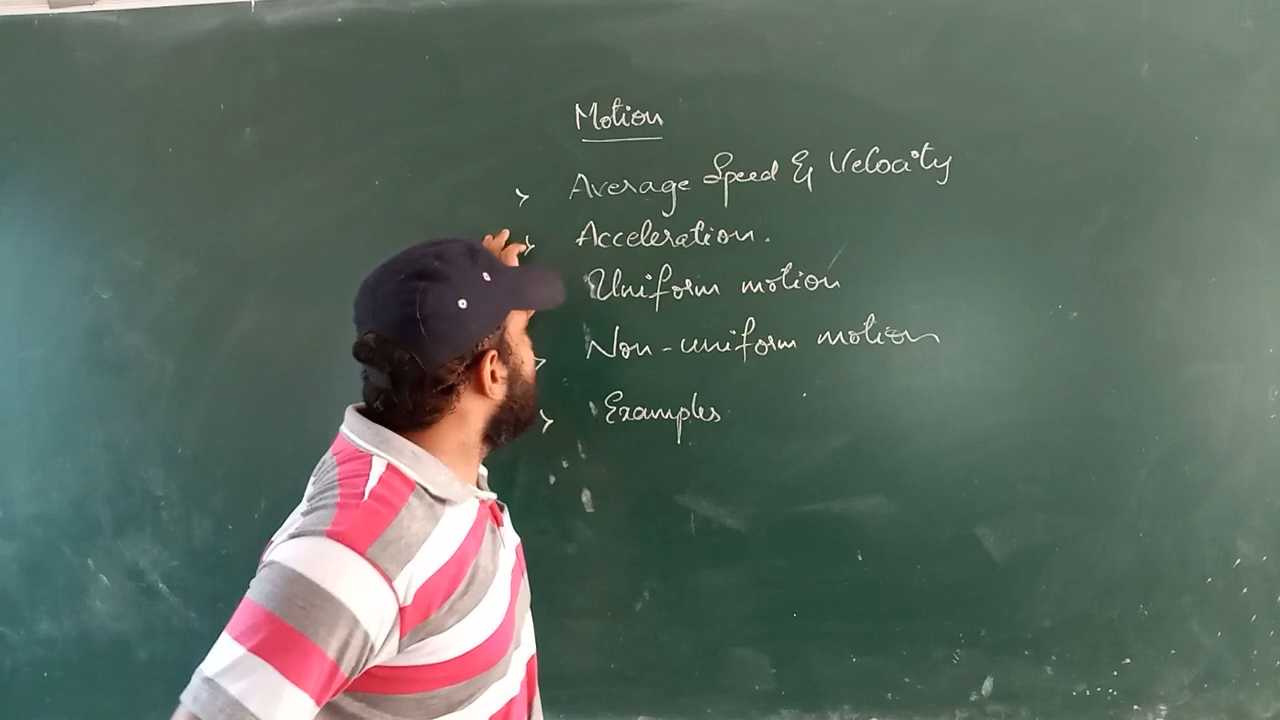 Motion
> Average Speed & Velocity
> Acceleration.
Uniform motion
> Non-uniform motion
> Examples